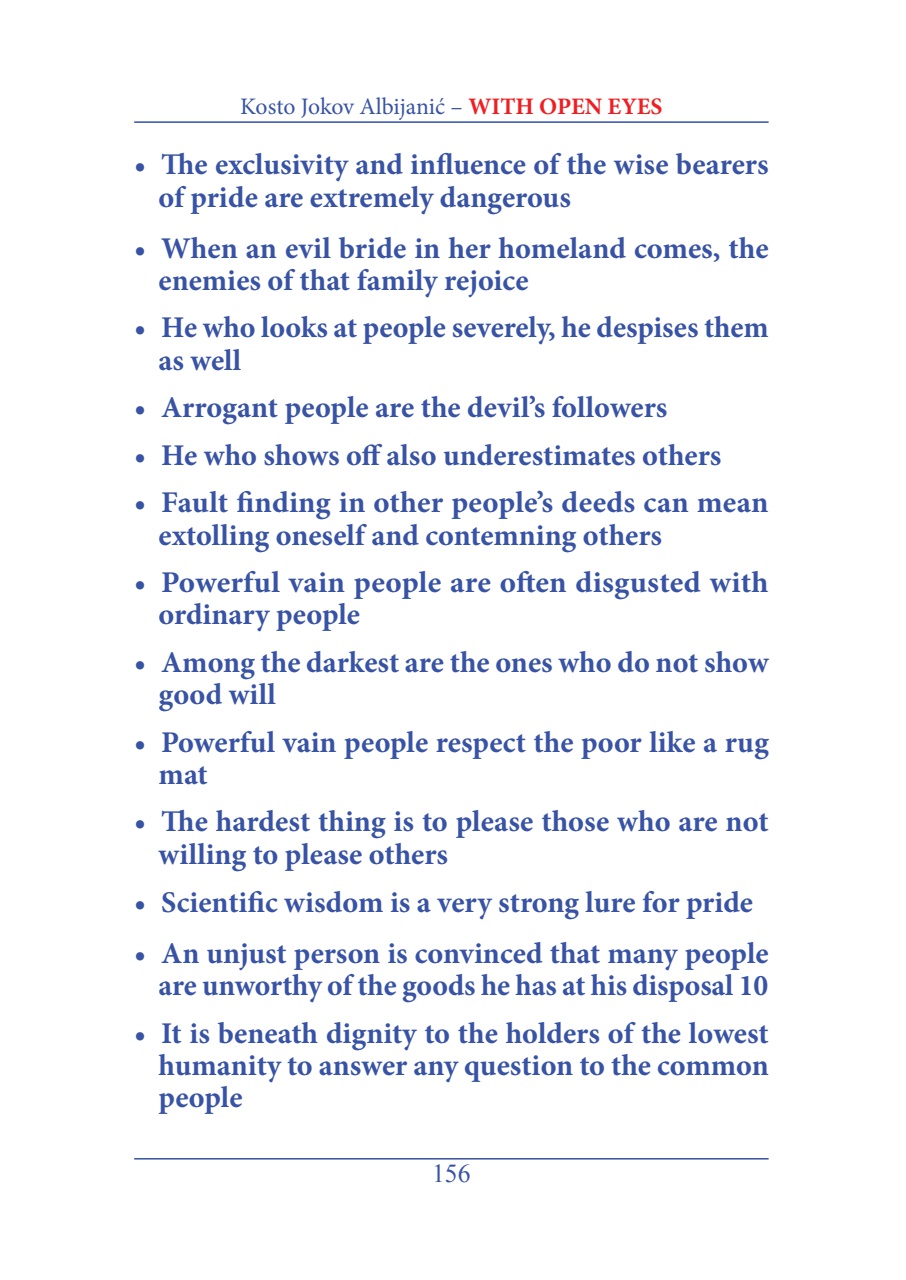 Kosto Jokov Albijanić – WITH OPEN EYES
• The exclusivity and influence of the wise bearers
of pride are extremely dangerous
• When an evil bride in her homeland comes, the
enemies of that family rejoice
• He who looks at people severely, he despises them
as well
• Arrogant people are the devil’s followers
• He who shows off also underestimates others
• Fault finding in other people’s deeds can mean
extolling oneself and contemning others
• Powerful vain people are often disgusted with
ordinary people
• Among the darkest are the ones who do not show
good will
• Powerful vain people respect the poor like a rug
mat
• The hardest thing is to please those who are not
willing to please others
• Scientific wisdom is a very strong lure for pride
• An unjust person is convinced that many people
are unworthy of the goods he has at his disposal 10
• It is beneath dignity to the holders of the lowest
humanity to answer any question to the common
people
156